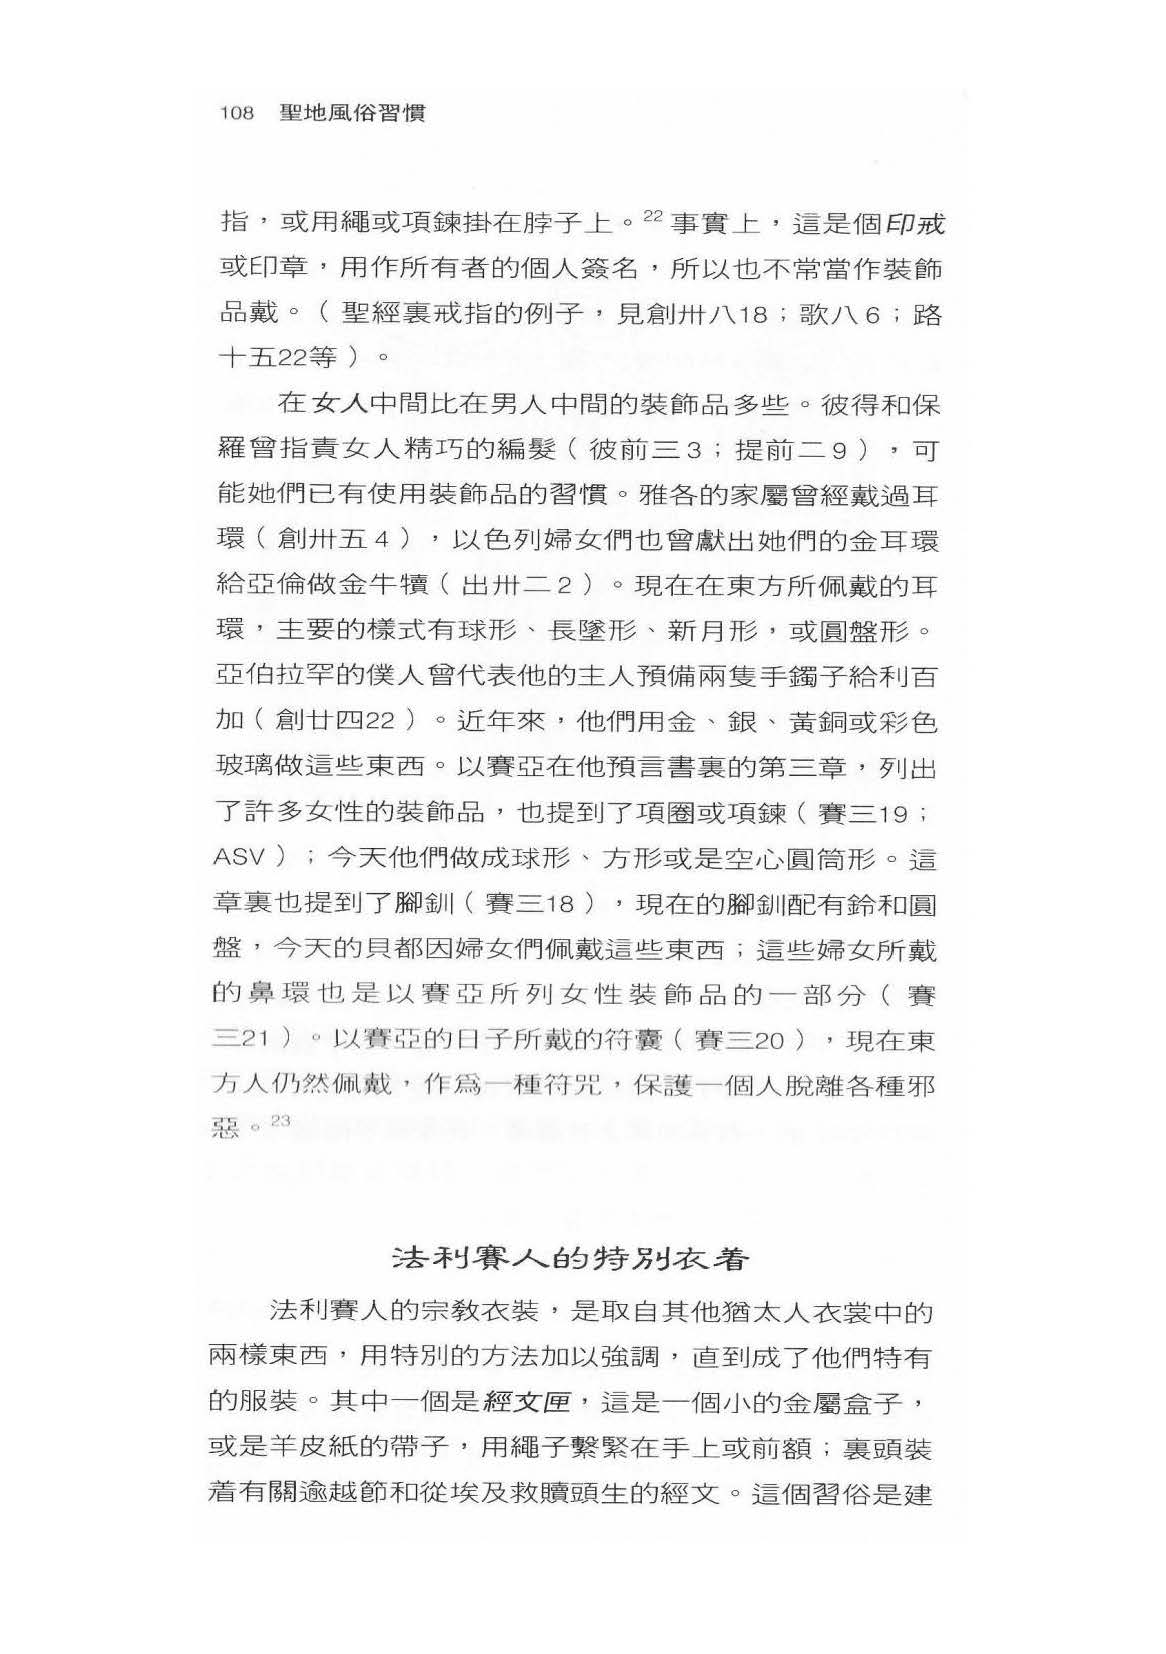 108 聖地風俗習慣
指，或用繩或項鍊掛在脖子上。22 事實上，這是個印戒
或印章，用作所有者的個人簽名，所以也不常當作裝飾
品戴。（聖經裏戒指的例子，見創卅八18；歌八6；路
十五22等）。
在女人中間比在男人中間的裝飾品多些。彼得和保
羅曾指責女人精巧的編髮（彼前三3；提前二9），可
能她們已有使用裝飾品的習慣。雅各的家屬曾經戴過耳
環（創卅五4），以色列婦女們也曾獻出她們的金耳環
給亞倫做金牛犢（出卅二2）。現在在東方所佩戴的耳
環，主要的樣式有球形、長墜形、新月形，或圓盤形。
亞伯拉罕的僕人曾代表他的主人預備兩隻手鐲子給利百
加（創廿四22）。近年來，他們用金、銀、黃銅或彩色
玻璃做這些東西。以賽亞在他預言書裏的第三章，列出
了許多女性的裝飾品，也提到了項圈或項鍊（賽三19；
ASV）；今天他們做成球形、方形或是空心圓筒形。這
章裏也提到了腳釧（賽三18），現在的腳釧配有鈴和圓
盤，今天的貝都因婦女們佩戴這些東西；這些婦女所戴
的鼻環也是以賽亞所列女性裝飾品的一部分（賽
三21）。以賽亞的日子所戴的符囊（賽三20），現在東
方人仍然佩戴，作爲一種符咒，保護一個人脫離各種邪
惡。23
法利賽人的特別衣着
法利賽人的宗教衣裝，是取自其他猶太人衣裳中的
兩樣東西，用特別的方法加以強調，直到成了他們特有
的服裝。其中一個是經文匣，這是一個小的金屬盒子，
或是羊皮紙的帶子，用繩子繫緊在手上或前額；裏頭裝
着有關逾越節和從埃及救贖頭生的經文。這個習俗是建